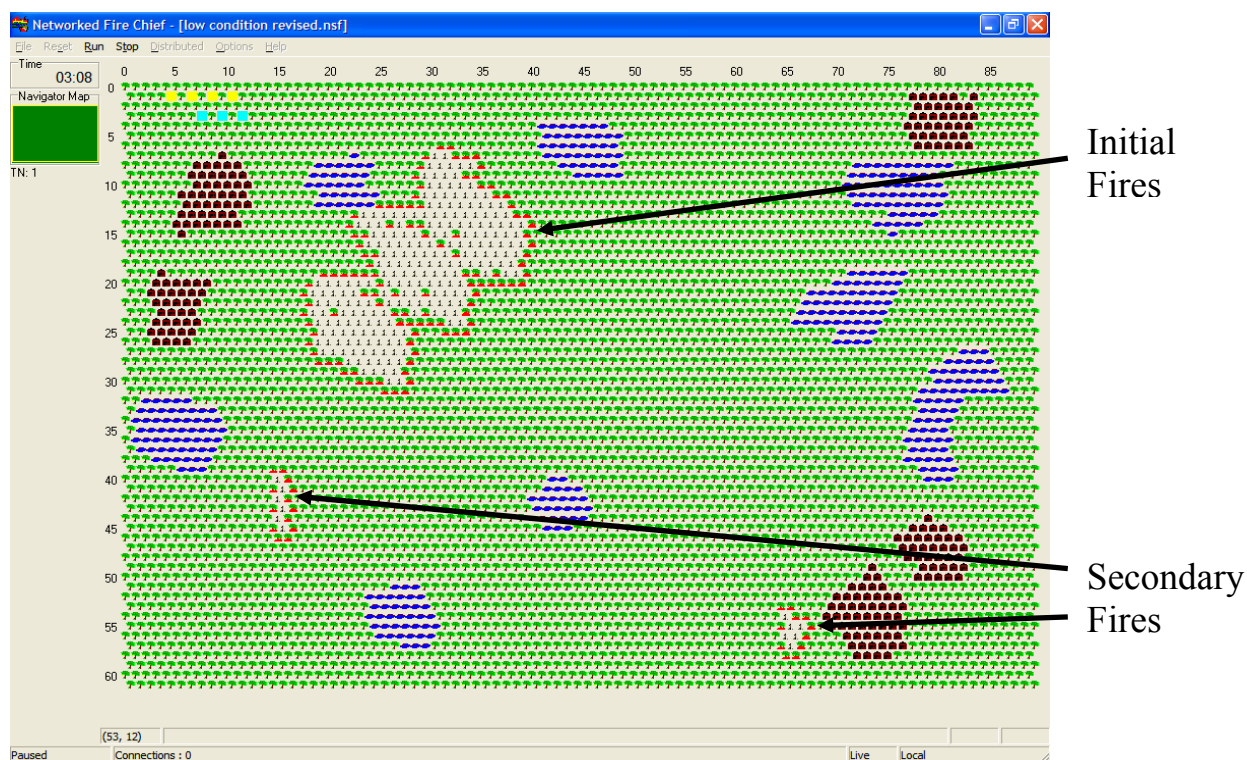 Networked Fire Chief - [low condition revised.nsf]
File Reset Run Stop Distributed Options Help
Time
03:08
Navigator Map
TN: 1
0 5 10 15 20 25 30 35 40 45 50 55 60 65 70 75 80 85
0
5
10
15
20
25
30
35
40
45
50
55
60
Initial
Fires
Secondary
Fires
(53, 12)
Paused Connections : 0 Live Local